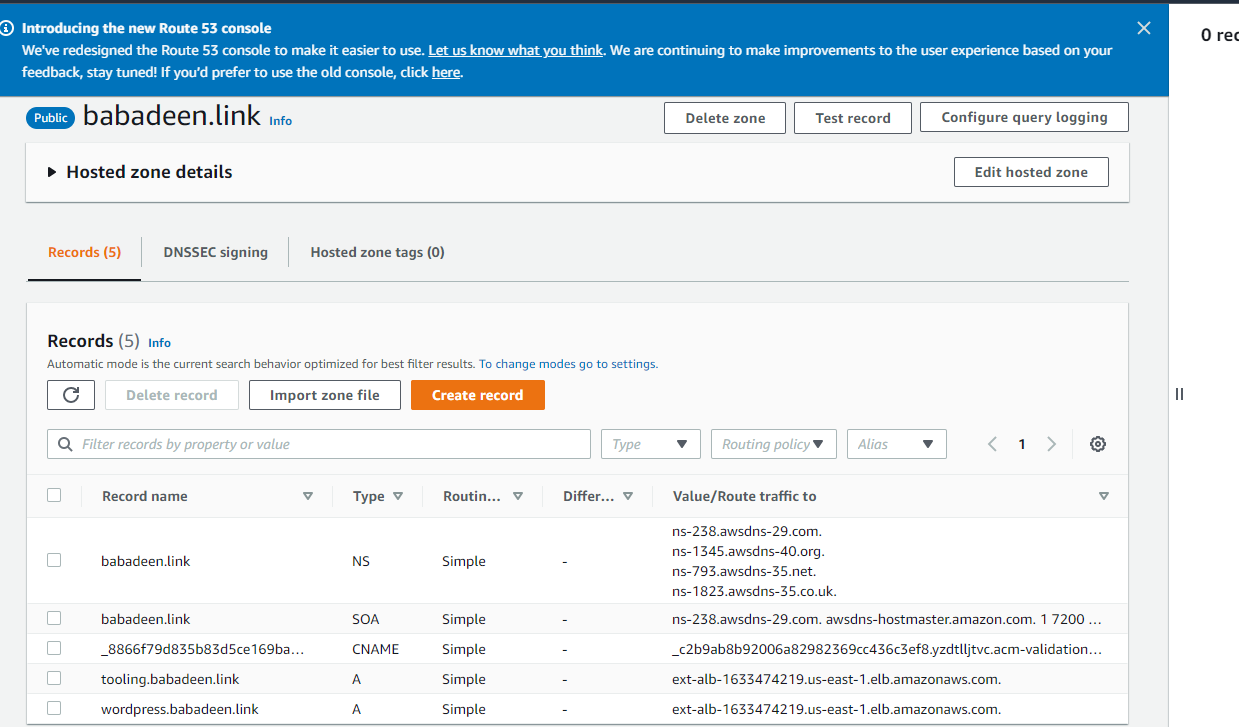 Introducing the new Route 53 console
We've redesigned the Route 53 console to make it easier to use. Let us know what you think. We are continuing to make improvements to the user experience based on your
feedback, stay tuned! If you'd prefer to use the old console, click here.
0 rec
Public babadeen.link Info
Delete zone Test record Configure query logging
Hosted zone details Edit hosted zone
Records (5) DNSSEC signing Hosted zone tags (0)
Records (5) Info
Automatic mode is the current search behavior optimized for best filter results. To change modes go to settings.
Delete record Import zone file Create record
Filter records by property or value Type Routing policy Alias 1
Record name Type Routin... Differ... Value/Route traffic to
babadeen.link NS Simple - ns-238.awsdns-29.com.
ns-1345.awsdns-40.org.
ns-793.awsdns-35.net.
ns-1823.awsdns-35.co.uk.
babadeen.link SOA Simple - ns-238.awsdns-29.com. awsdns-hostmaster.amazon.com. 1 7200 ...
_8866f79d835b83d5ce169ba... CNAME Simple - _c2b9ab8b92006a82982369cc436c3ef8.yzdtlljtvc.acm-validation...
tooling.babadeen.link A Simple - ext-alb-1633474219.us-east-1.elb.amazonaws.com.
wordpress.babadeen.link A Simple - ext-alb-1633474219.us-east-1.elb.amazonaws.com.